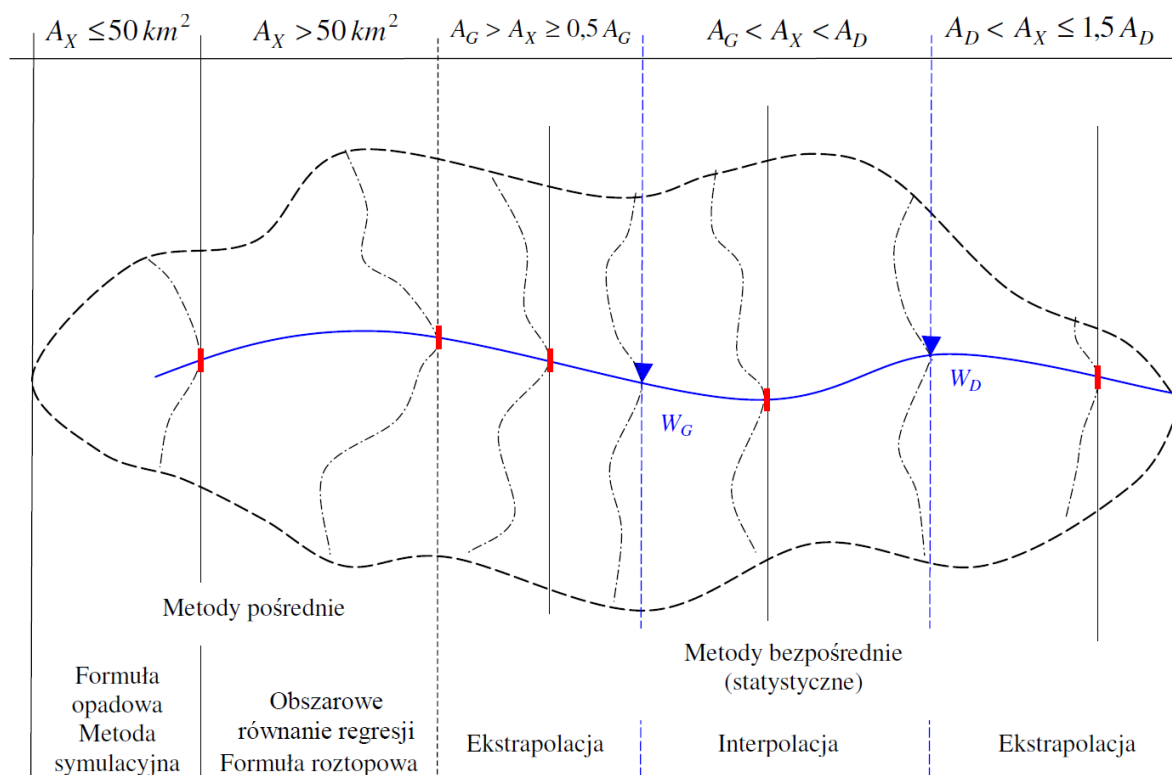 A_X ≤ 50 km²
A_X > 50 km²
A_G > A_X ≥ 0,5 A_G
A_G < A_X < A_D
A_D < A_X ≤ 1,5 A_D
W_G
W_D
Metody pośrednie
Metody bezpośrednie
(statystyczne)
Formuła
opadowa
Metoda
symulacyjna
Obszarowe
równanie regresji
Formuła roztopowa
Ekstrapolacja
Interpolacja
Ekstrapolacja